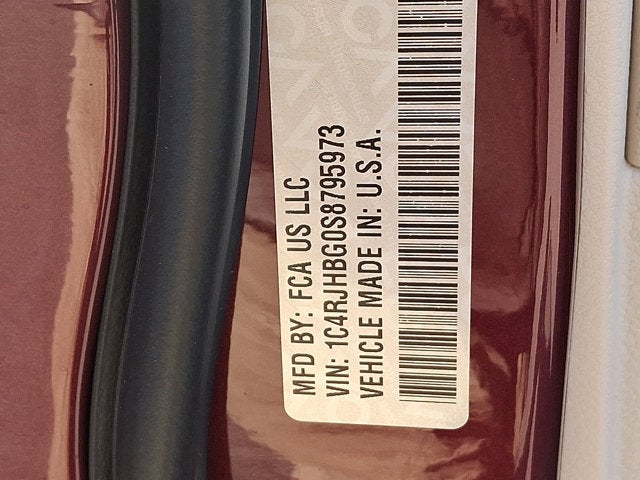 MFD BY: FCA US LLC
VIN: 1C4RJHBG0S8795973
VEHICLE MADE IN: U.S.A.